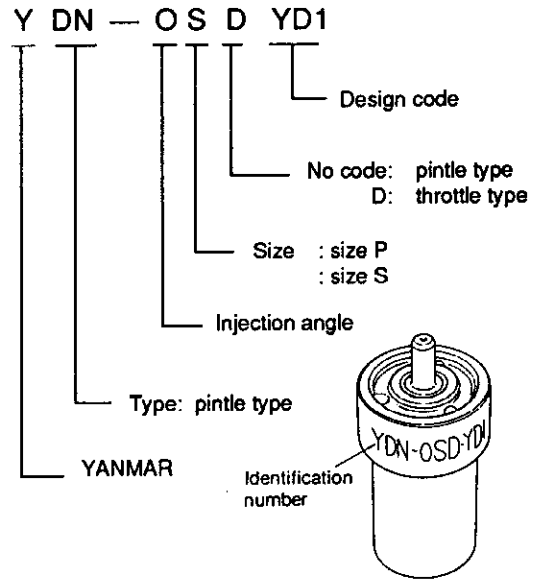 Y DN — O S D YD1
Design code
No code: pintle type
D: throttle type
Size : size P
: size S
Injection angle
Type: pintle type
YANMAR
YDN-OSD-YD1
Identification
number